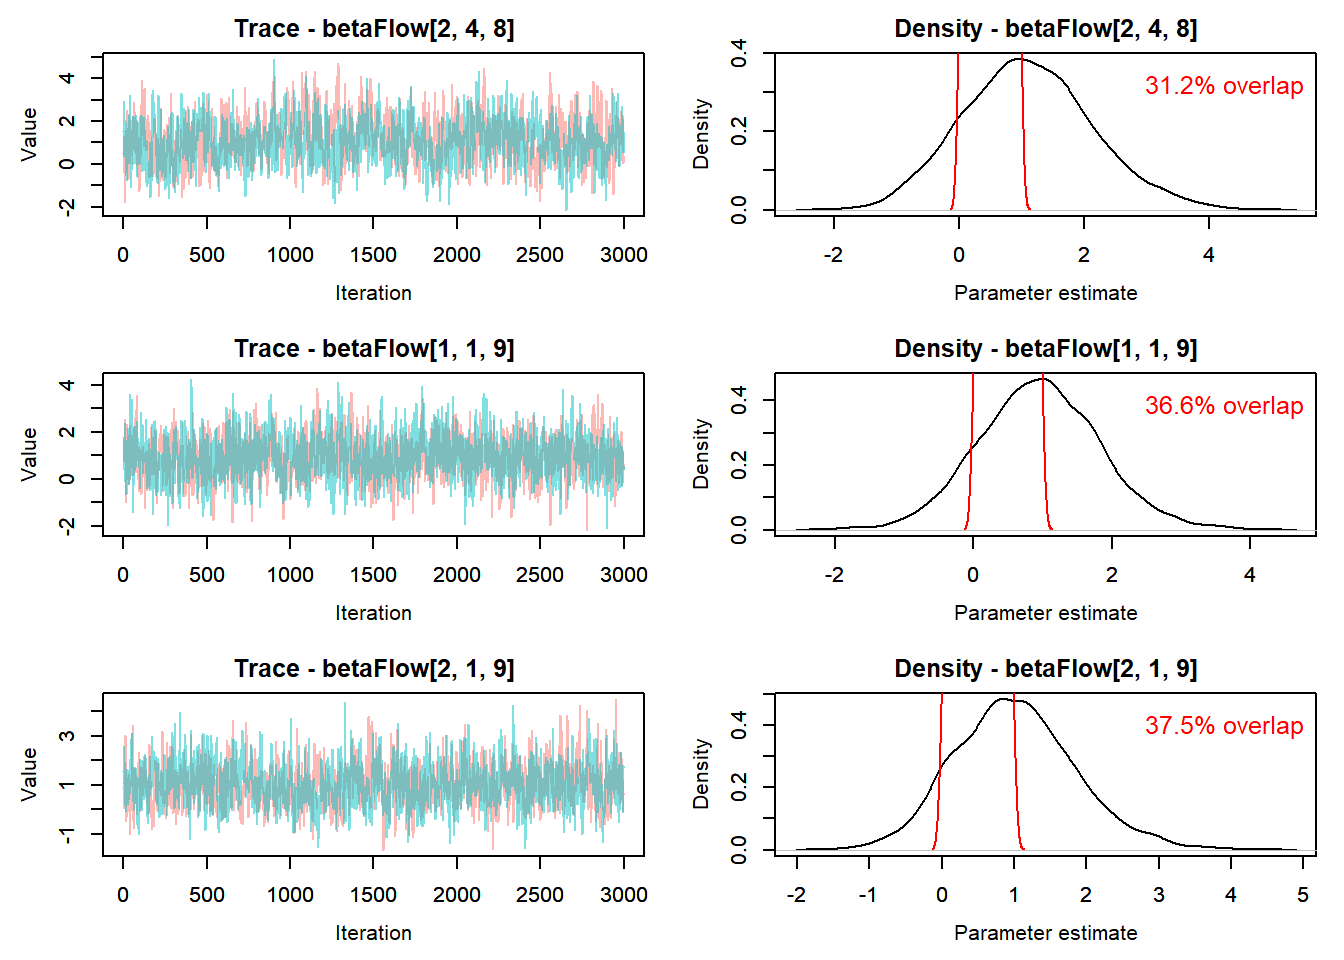 Trace - betaFlow[2, 4, 8]
Value
-2 0 2 4
0 500 1000 1500 2000 2500 3000
Iteration
Density - betaFlow[2, 4, 8]
31.2% overlap
Density
0.0 0.2 0.4
-2 0 2 4
Parameter estimate
Trace - betaFlow[1, 1, 9]
Value
-2 0 2 4
0 500 1000 1500 2000 2500 3000
Iteration
Density - betaFlow[1, 1, 9]
36.6% overlap
Density
0.0 0.2 0.4
-2 0 2 4
Parameter estimate
Trace - betaFlow[2, 1, 9]
Value
-1 1 3
0 500 1000 1500 2000 2500 3000
Iteration
Density - betaFlow[2, 1, 9]
37.5% overlap
Density
0.0 0.2 0.4
-2 -1 0 1 2 3 4 5
Parameter estimate